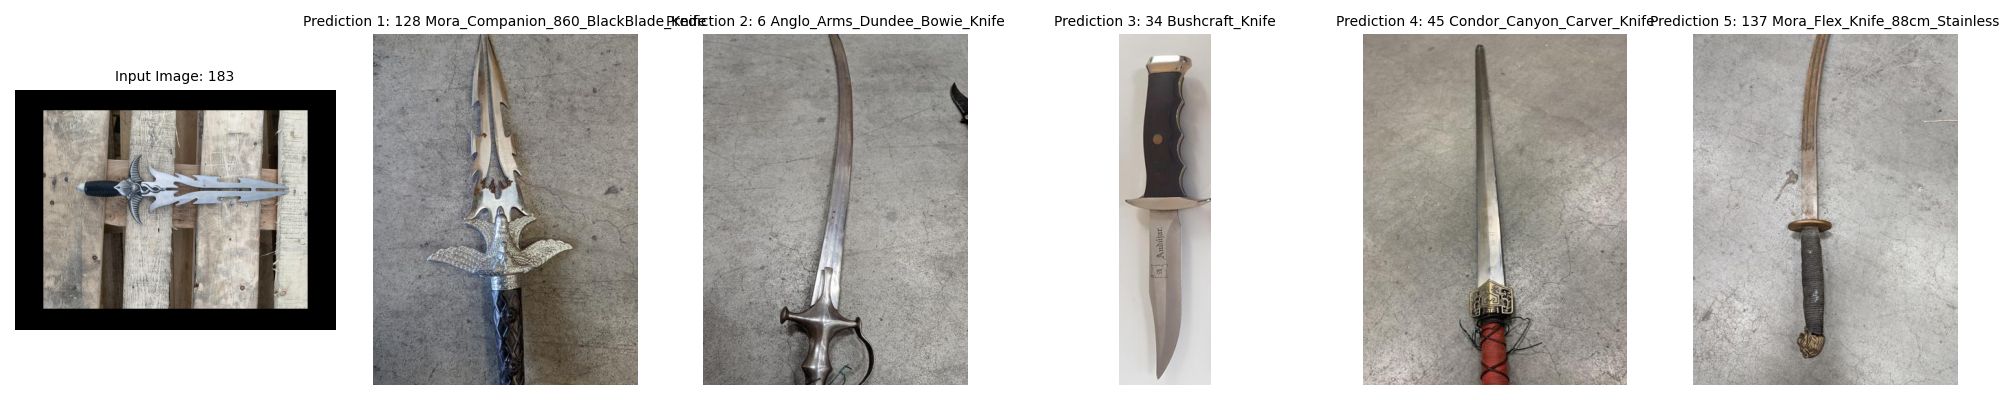 Prediction 1: 128 Mora_Companion_860_BlackBlade_Knife
Prediction 2: 6 Anglo_Arms_Dundee_Bowie_Knife
Prediction 3: 34 Bushcraft_Knife
Prediction 4: 45 Condor_Canyon_Carver_Knife
Prediction 5: 137 Mora_Flex_Knife_88cm_Stainless
Input Image: 183